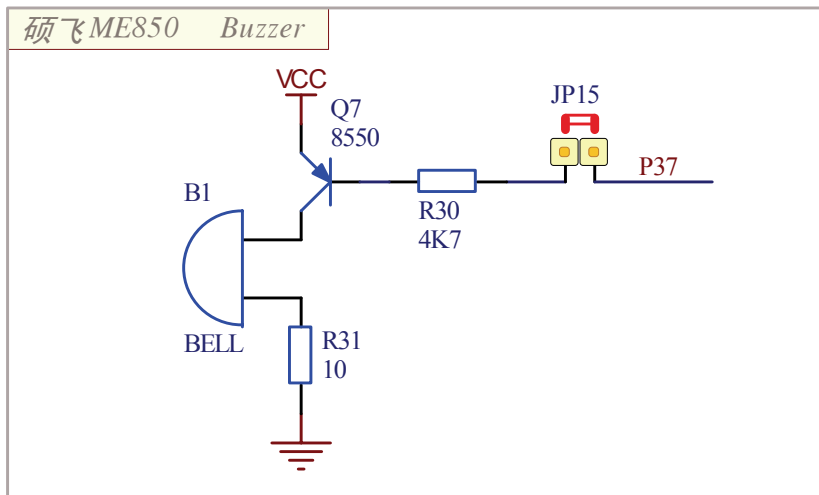 硕飞ME850 Buzzer
VCC
Q7
8550
JP15
P37
B1
R30
4K7
BELL
R31
10